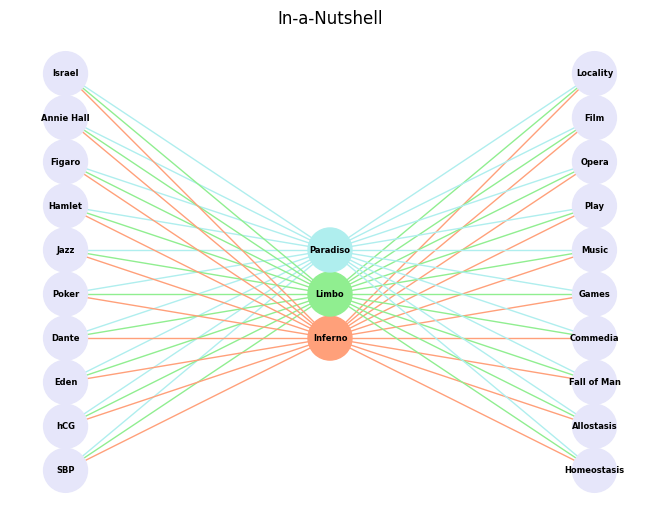 In-a-Nutshell
Israel
Annie Hall
Figaro
Hamlet
Jazz
Poker
Dante
Eden
hCG
SBP
Paradiso
Limbo
Inferno
Locality
Film
Opera
Play
Music
Games
Commedia
Fall of Man
Allostasis
Homeostasis